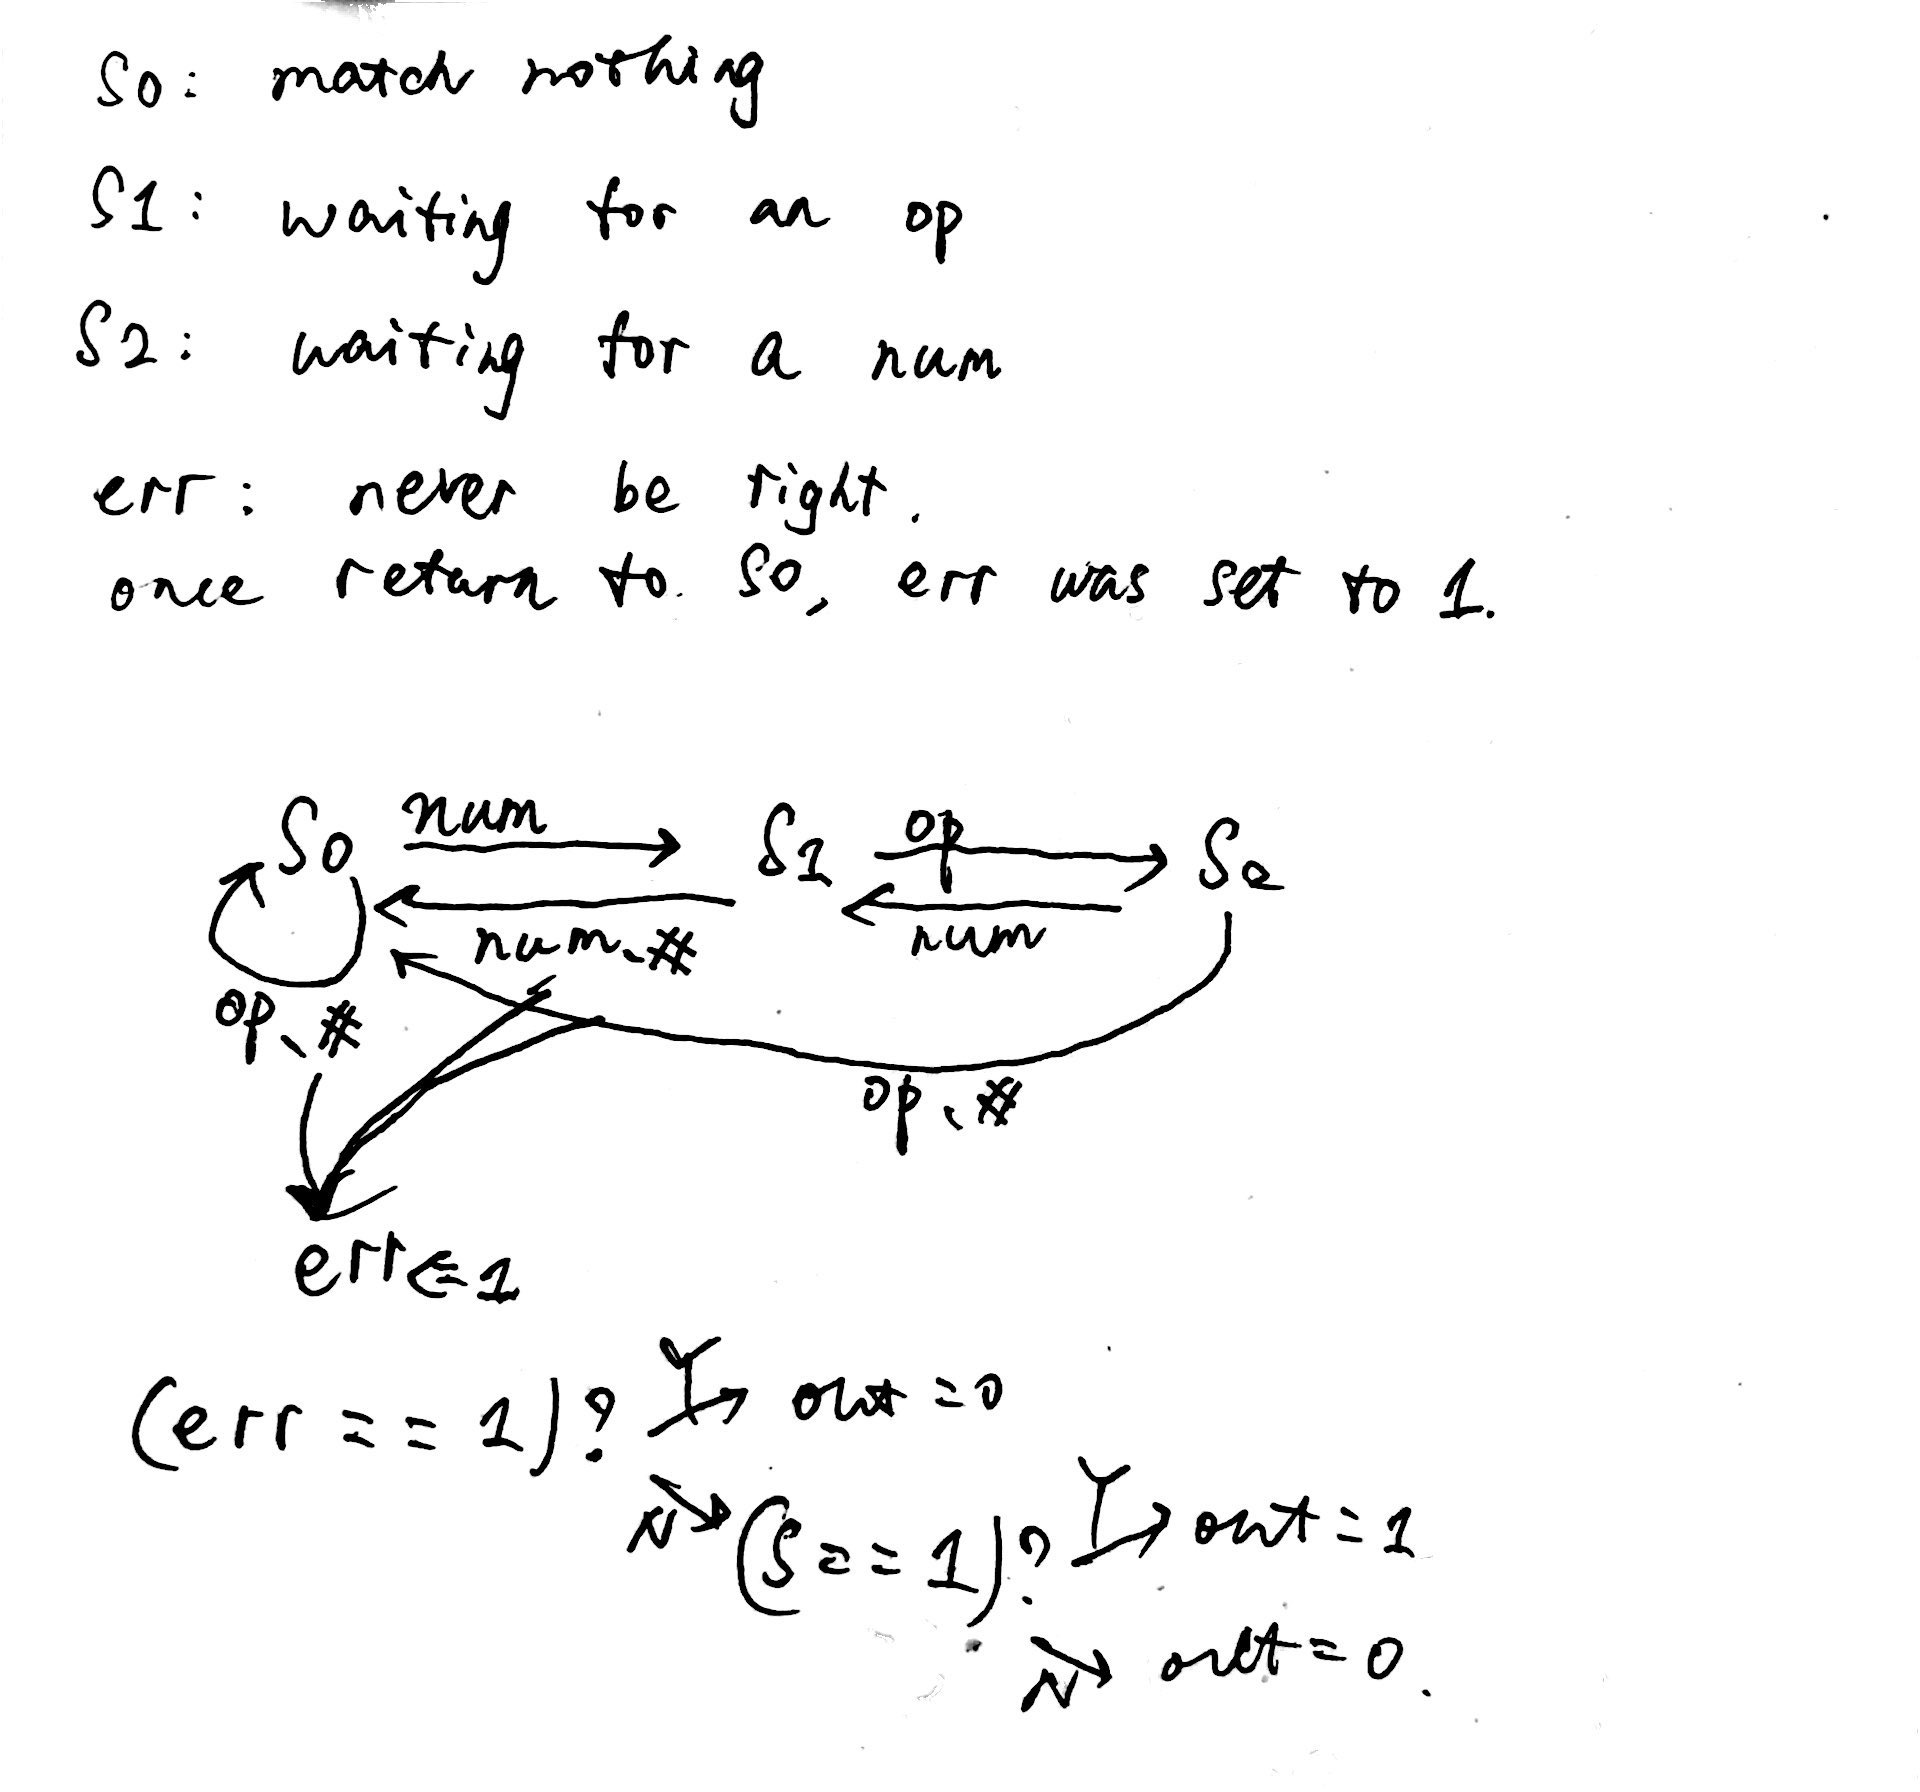 S0: match nothing
S1: waiting for an op
S2: waiting for a num
err: never be right.
once return to S0, err was set to 1.
S0 num S1 op S2
num、# num
op、#
op、#
err⇐1
(err == 1)? Y out=0
N (S==1)? Y out=1
N out=0.